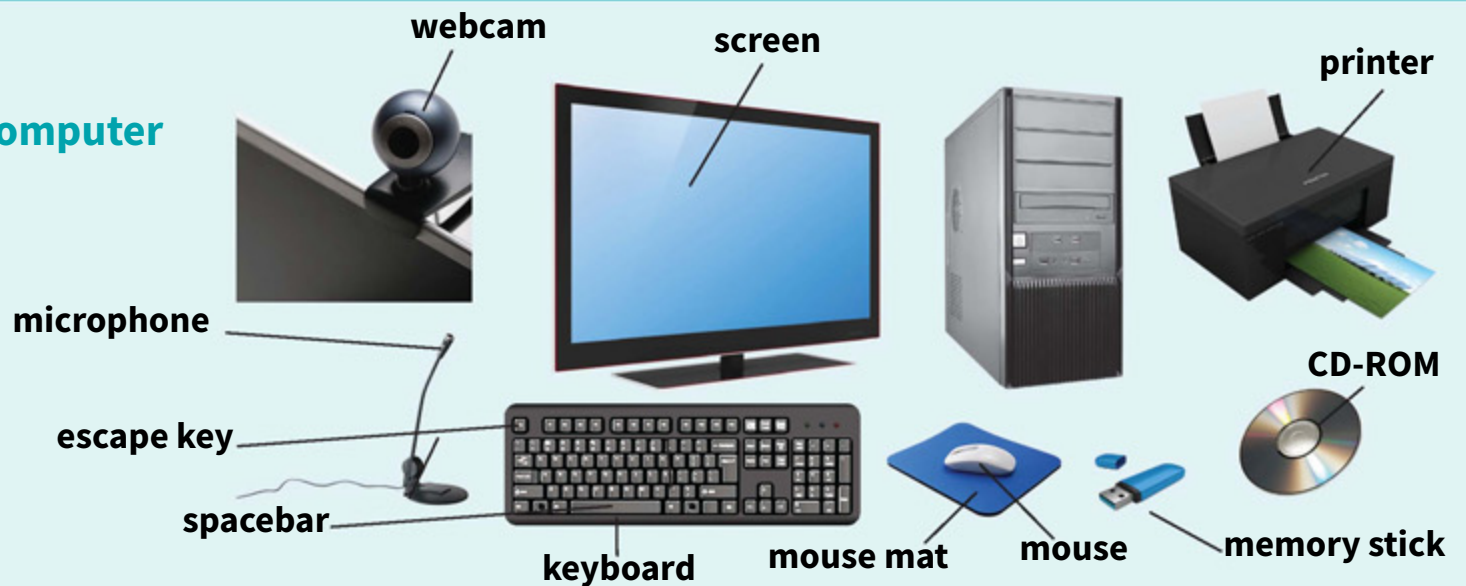 webcam
screen
printer
omputer
microphone
CD-ROM
escape key
spacebar
keyboard
mouse mat
mouse
memory stick